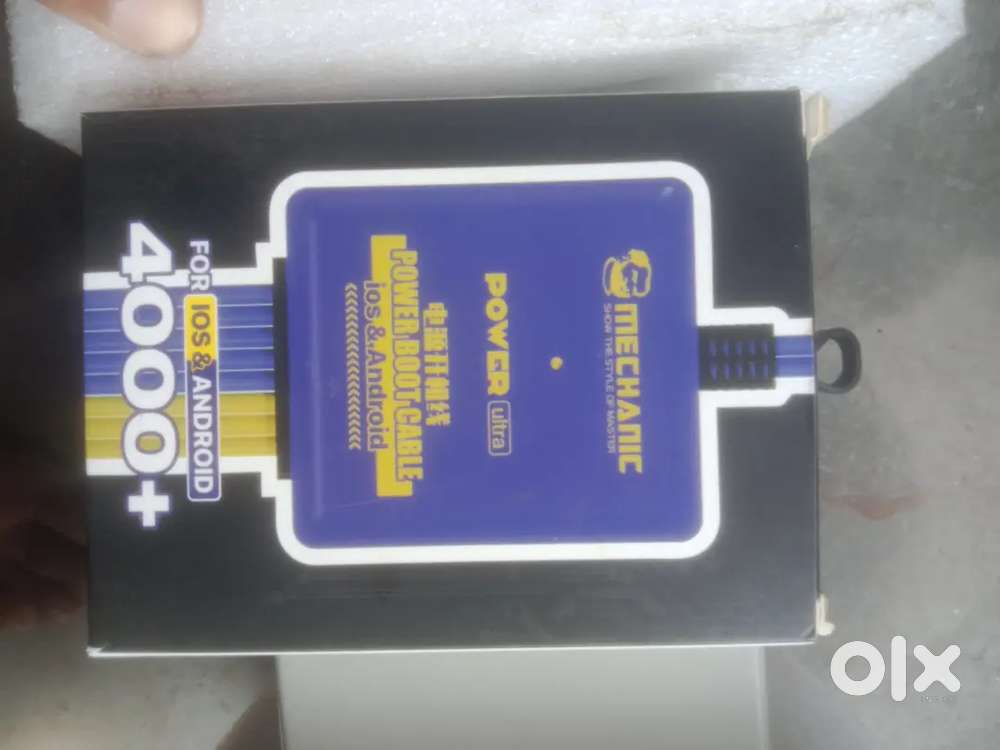 MECHANIC
SHOW THE STYLE OF MASTER
POWER ultra
电源开机线
POWER BOOT CABLE
ios & Android
FOR IOS & ANDROID
4000+
olx